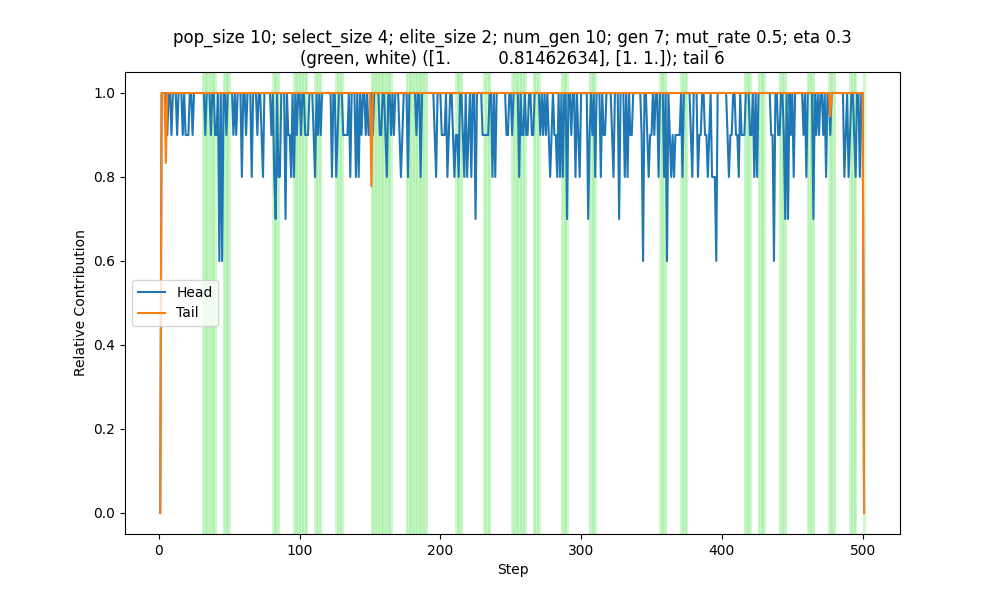 pop_size 10; select_size 4; elite_size 2; num_gen 10; gen 7; mut_rate 0.5; eta 0.3
(green, white) ([1.         0.81462634], [1. 1.]); tail 6
1.0
0.8
0.6
0.4
0.2
0.0
Relative Contribution
Head
Tail
0 100 200 300 400 500
Step